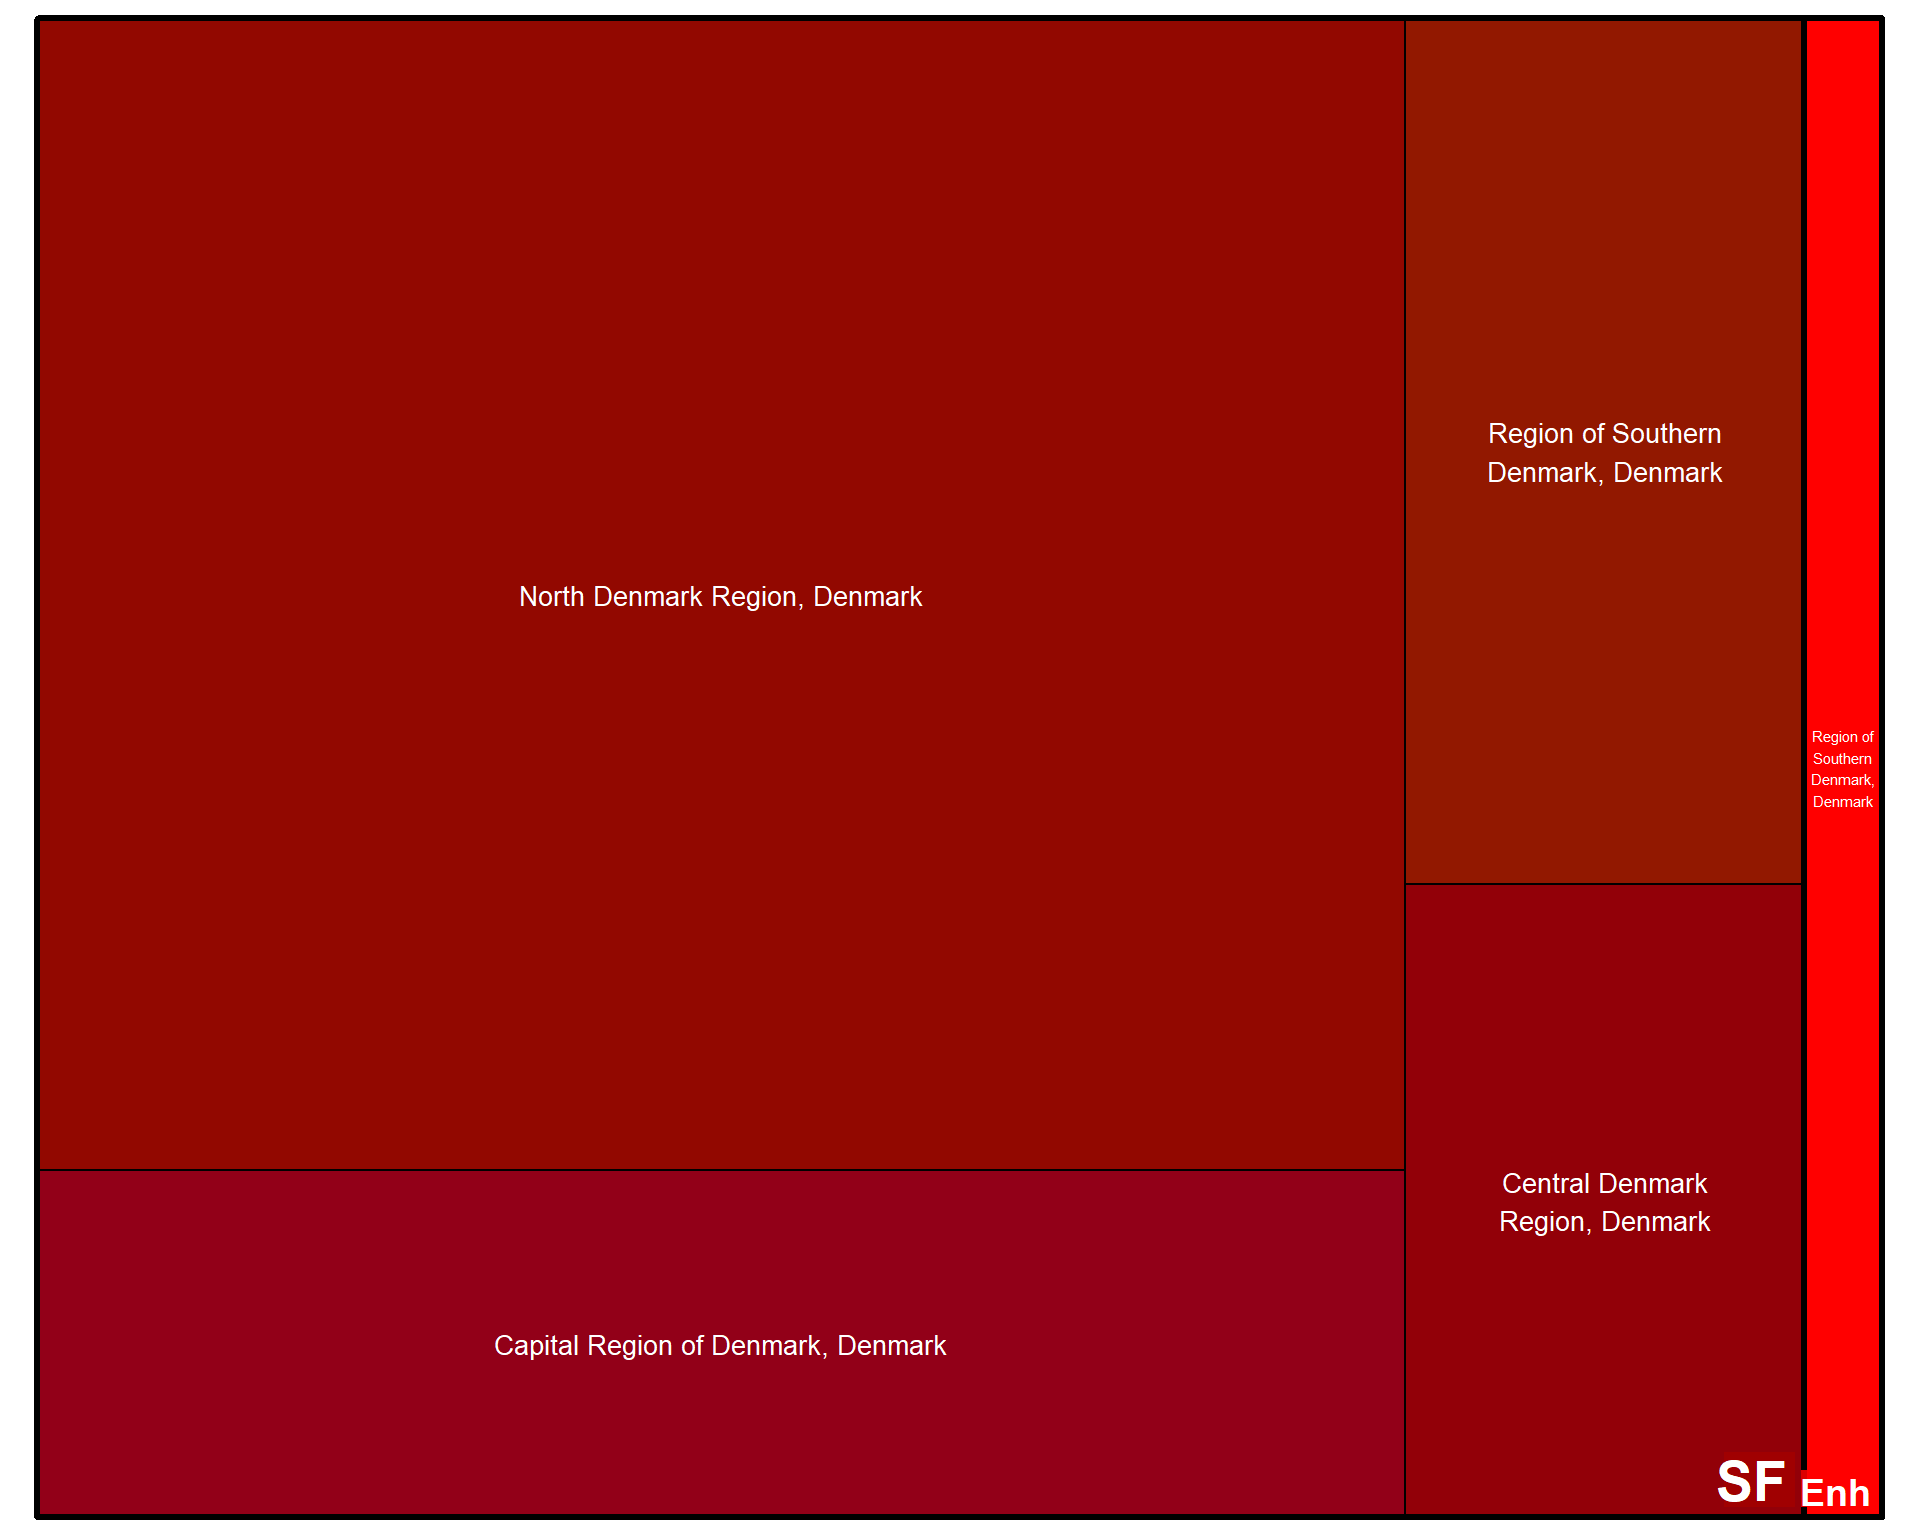 North Denmark Region, Denmark
Capital Region of Denmark, Denmark
Region of Southern
Denmark, Denmark
Central Denmark
Region, Denmark
SF
Region of
Southern
Denmark,
Denmark
Enh